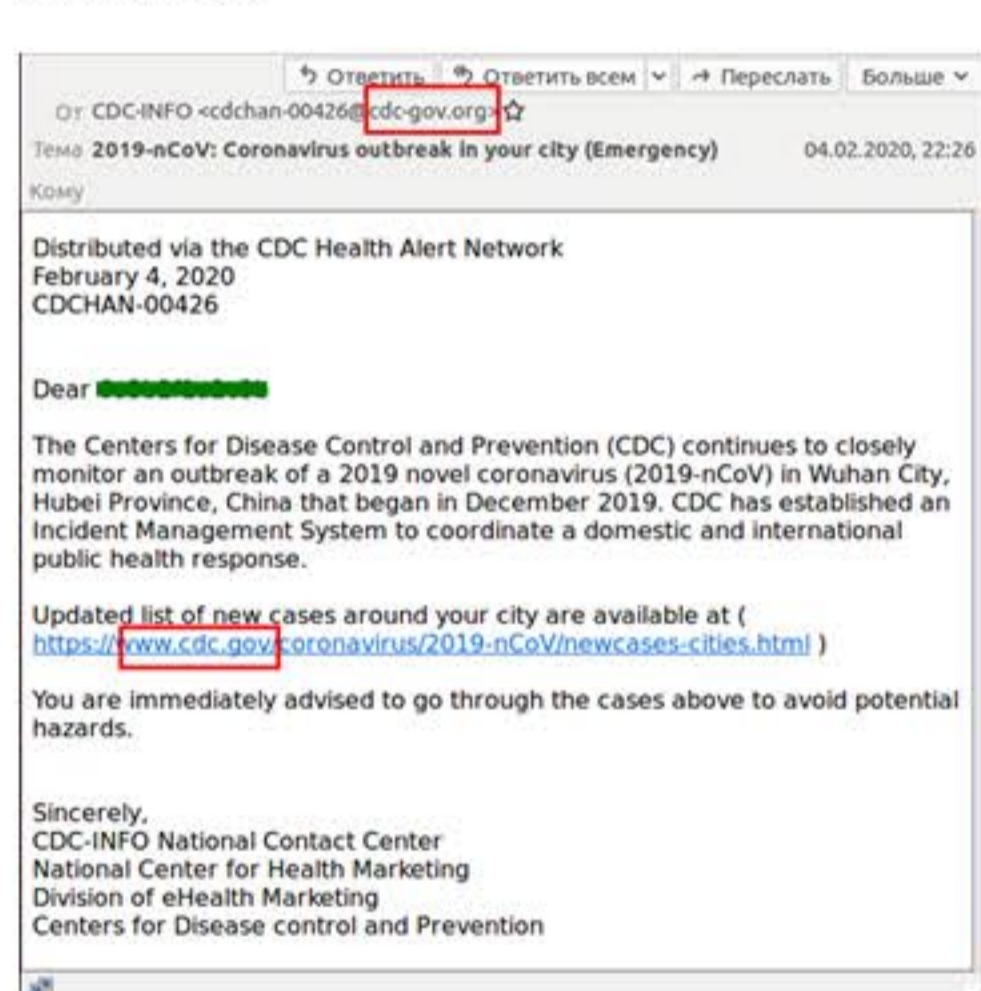 Ответить Ответить всем Переслать Больше
От CDC-INFO <cdchan-00426@cdc-gov.org>
Тема 2019-nCoV: Coronavirus outbreak in your city (Emergency) 04.02.2020, 22:26
Кому
Distributed via the CDC Health Alert Network
February 4, 2020
CDCHAN-00426
Dear
The Centers for Disease Control and Prevention (CDC) continues to closely
monitor an outbreak of a 2019 novel coronavirus (2019-nCoV) in Wuhan City,
Hubei Province, China that began in December 2019. CDC has established an
Incident Management System to coordinate a domestic and international
public health response.
Updated list of new cases around your city are available at (
https://www.cdc.gov/coronavirus/2019-nCoV/newcases-cities.html )
You are immediately advised to go through the cases above to avoid potential
hazards.
Sincerely,
CDC-INFO National Contact Center
National Center for Health Marketing
Division of eHealth Marketing
Centers for Disease control and Prevention